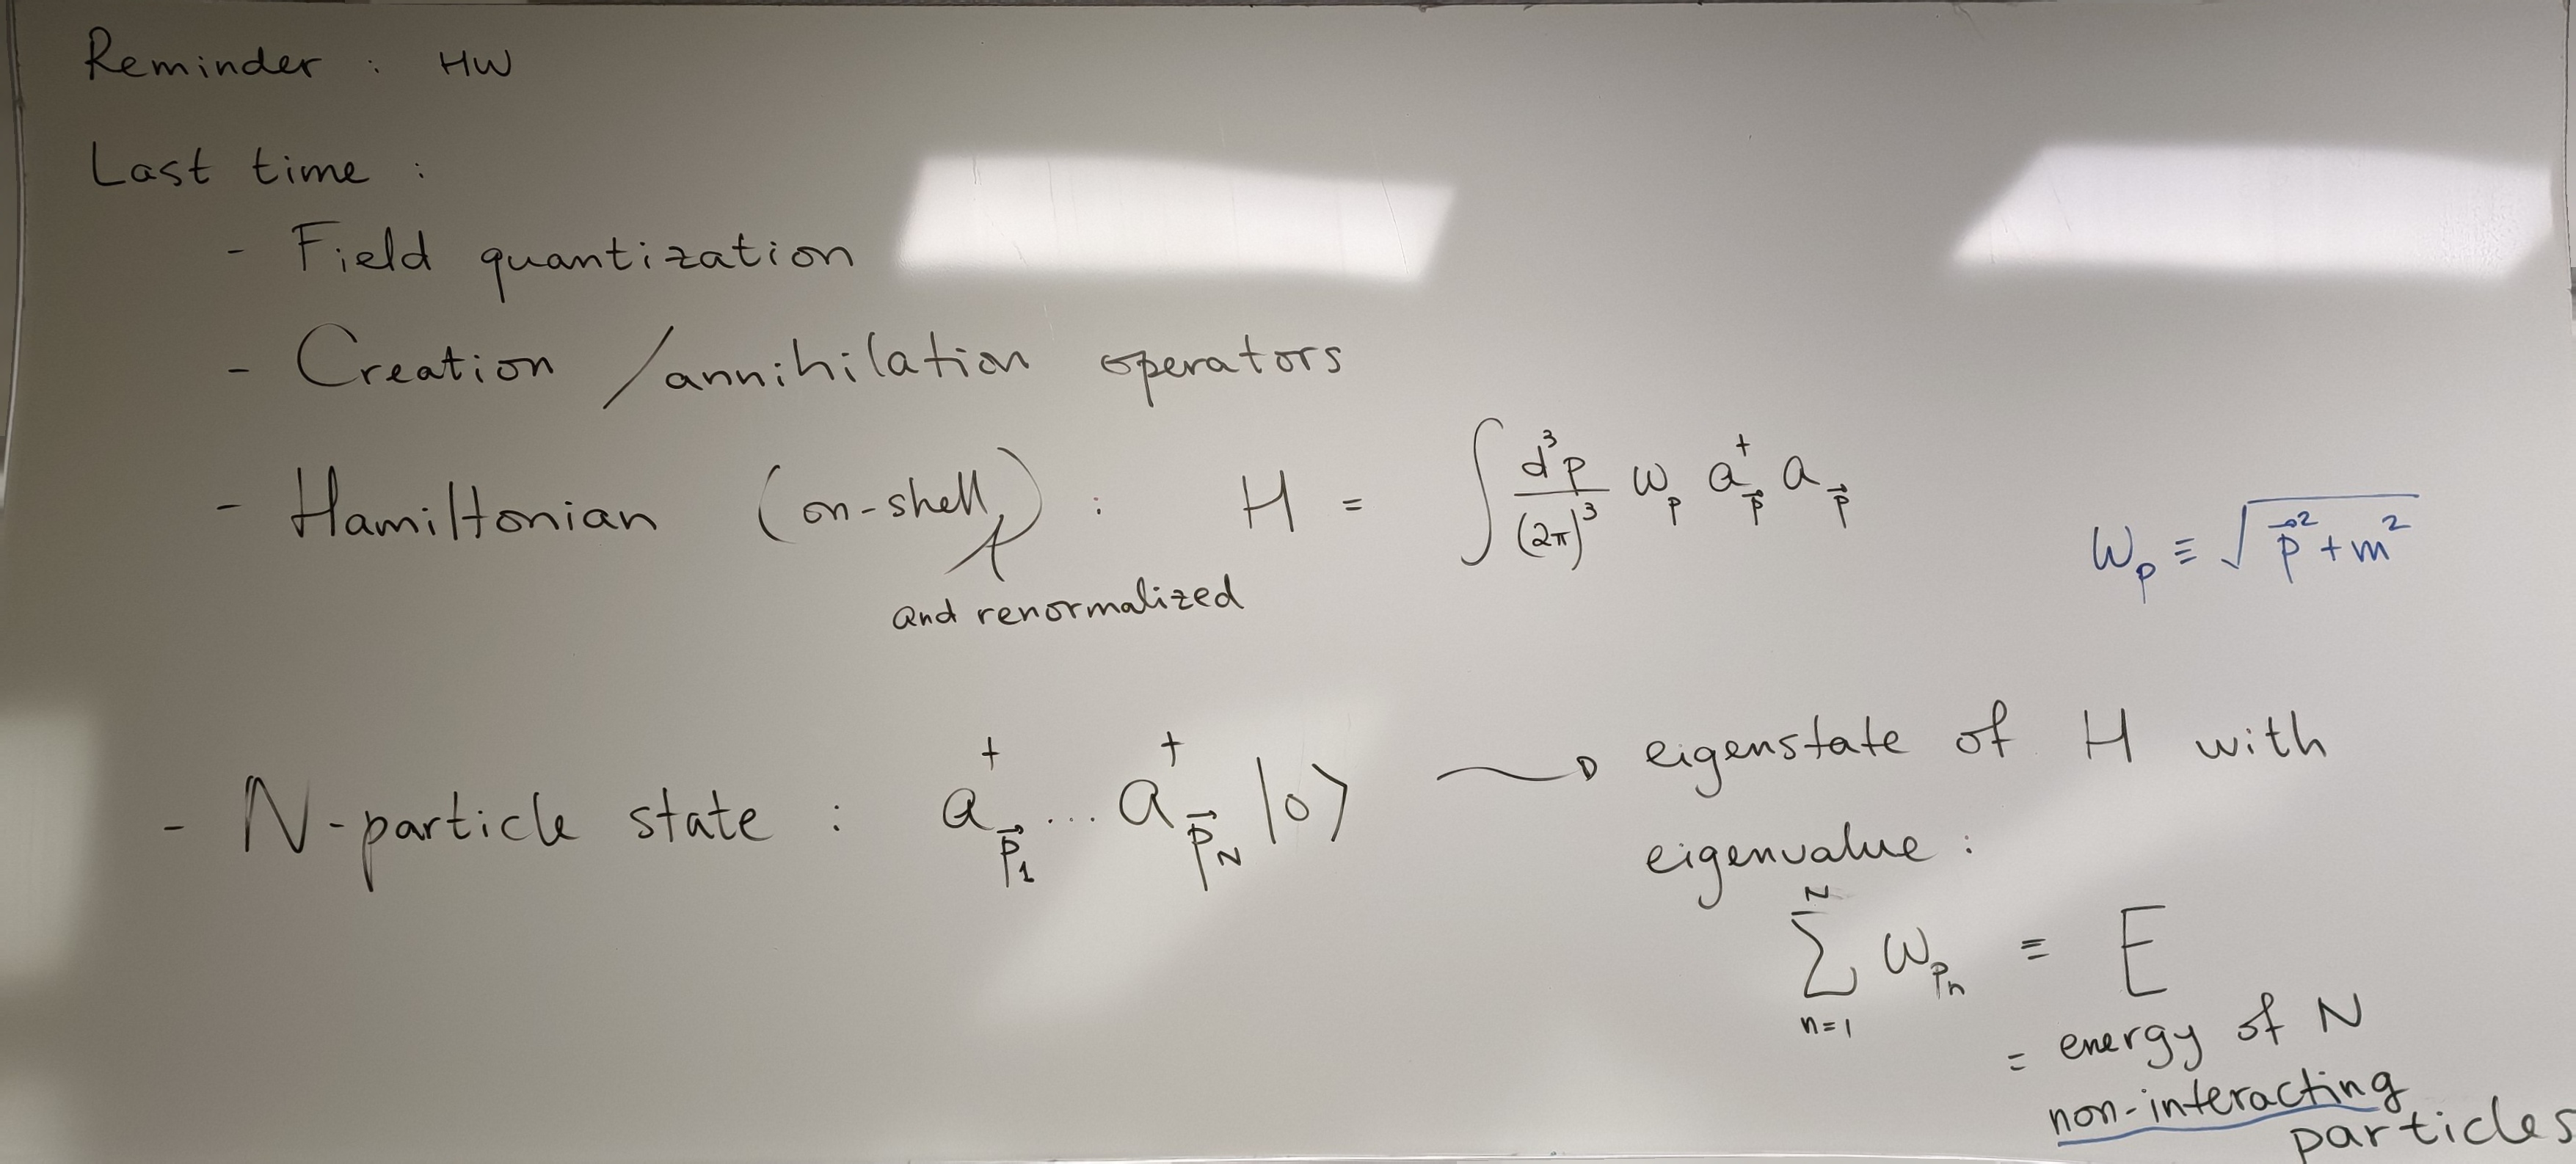 Reminder : HW
Last time :
- Field quantization
- Creation / annihilation operators
- Hamiltonian (on-shell) : H = ∫ d³p/(2π)³ ω_p a†_p⃗ a_p⃗
and renormalized
ω_p ≡ √(p⃗² + m²)
- N-particle state : a†_p⃗₁ ... a†_p⃗_N |0⟩ → eigenstate of H with
eigenvalue :
∑_{n=1}^{N} ω_{p_n} ≡ E
= energy of N
non-interacting
particles